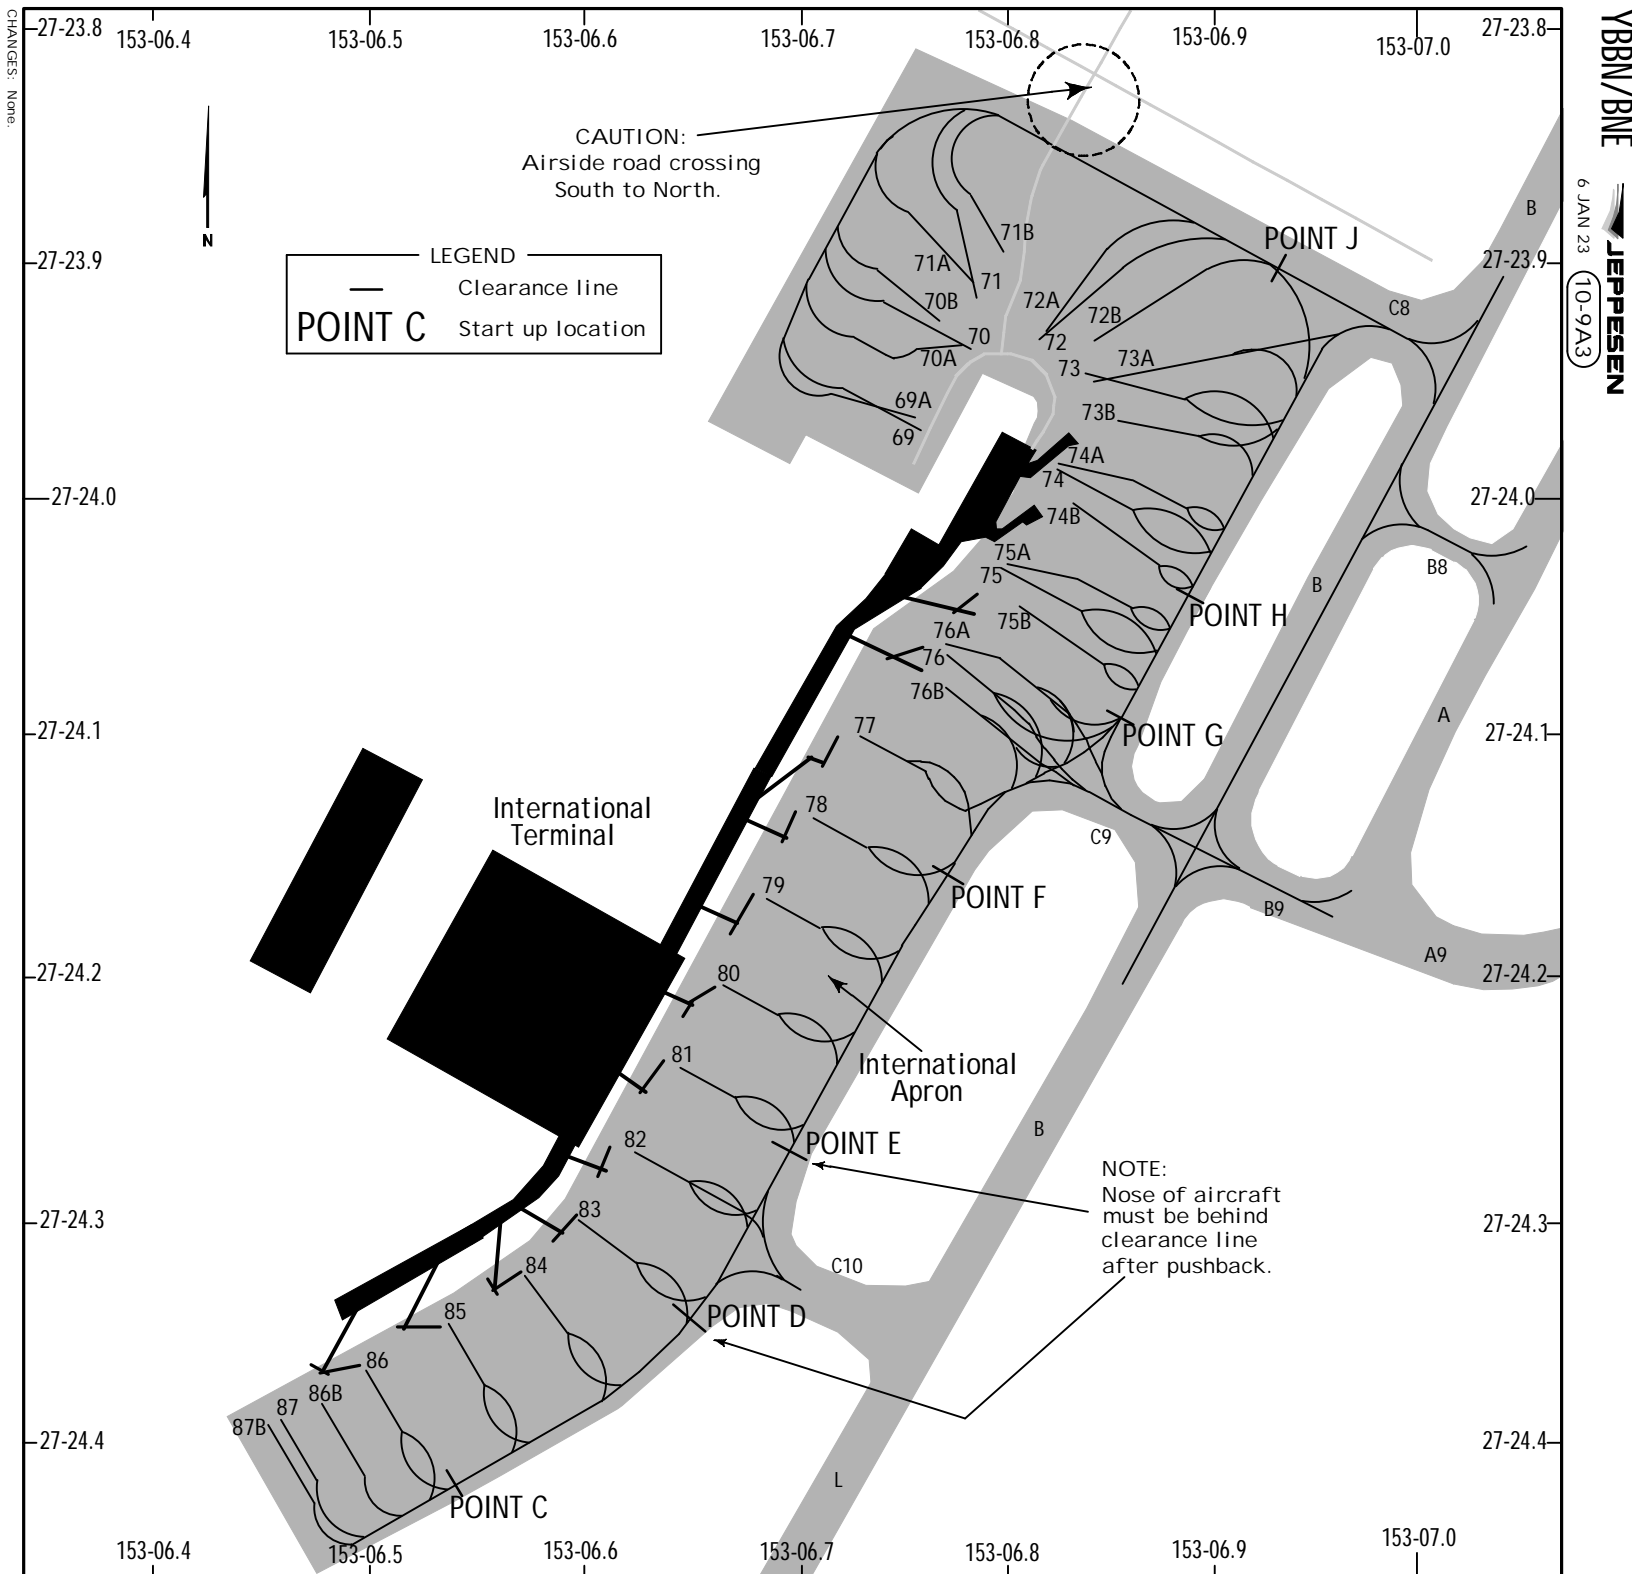 YBBN/BNE
JEPPESEN
6 JAN 23
10-9A3
CHANGES: None.
153-06.4
153-06.5
153-06.6
153-06.7
153-06.8
153-06.9
153-07.0
27-23.8
27-23.8
CAUTION:
Airside road crossing
South to North.
B
N
LEGEND
Clearance line
POINT C Start up location
27-23.9
27-23.9
POINT J
C8
71B
71A
71
70B
70
70A
69A
69
72A
72B
72
73
73A
73B
74A
74
74B
27-24.0
27-24.0
75A
75
75B
B8
B
POINT H
76A
76
76B
A
77
POINT G
27-24.1
27-24.1
International
Terminal
78
C9
79
POINT F
B9
A9
27-24.2
27-24.2
80
81
International
Apron
82
POINT E
B
NOTE:
Nose of aircraft
must be behind
clearance line
after pushback.
27-24.3
27-24.3
83
84
C10
85
POINT D
86
86B
87
87B
27-24.4
27-24.4
L
POINT C
153-06.4
153-06.5
153-06.6
153-06.7
153-06.8
153-06.9
153-07.0